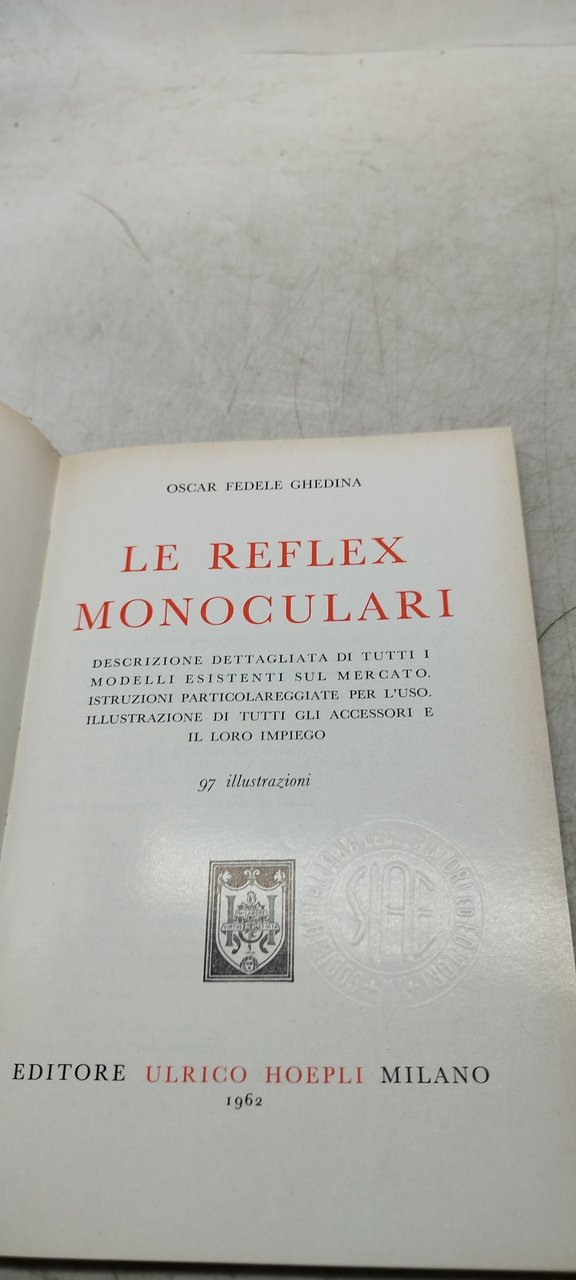 OSCAR FEDELE GHEDINA
LE REFLEX
MONOCULARI
DESCRIZIONE DETTAGLIATA DI TUTTI I
MODELLI ESISTENTI SUL MERCATO.
ISTRUZIONI PARTICOLAREGGIATE PER L'USO.
ILLUSTRAZIONE DI TUTTI GLI ACCESSORI E
IL LORO IMPIEGO
97 illustrazioni
EDITORE ULRICO HOEPLI MILANO
1962